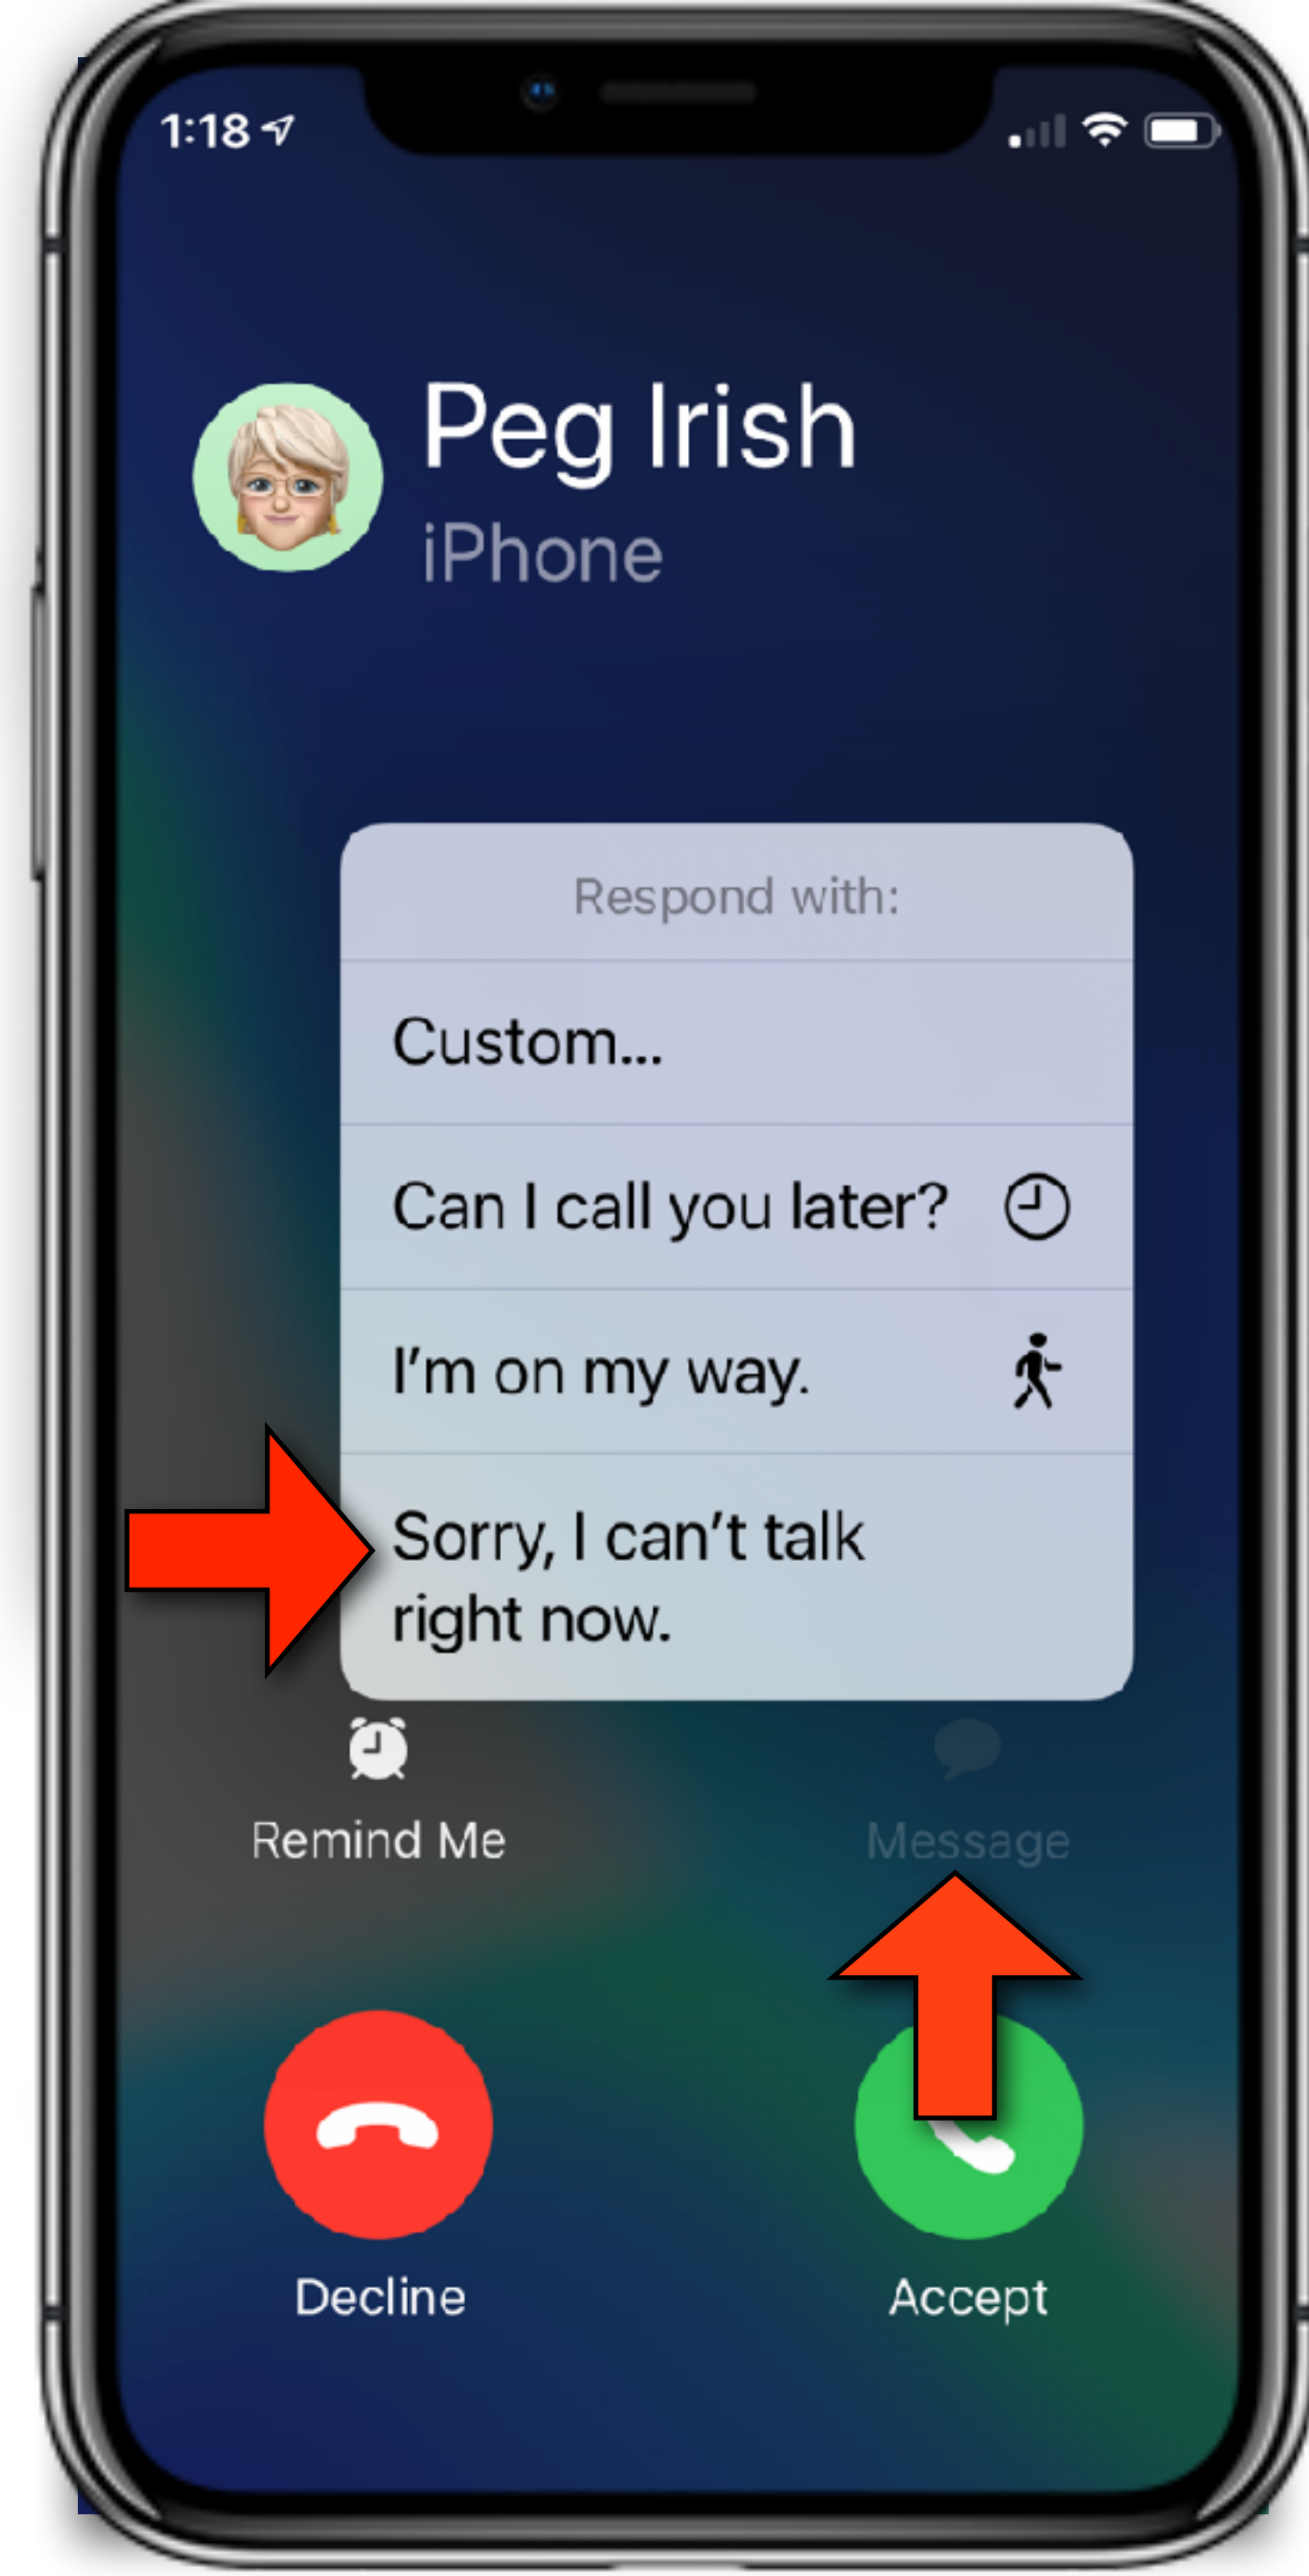 1:18
Peg Irish
iPhone
Respond with:
Custom...
Can I call you later?
I'm on my way.
Sorry, I can't talk
right now.
Remind Me
Message
Decline
Accept